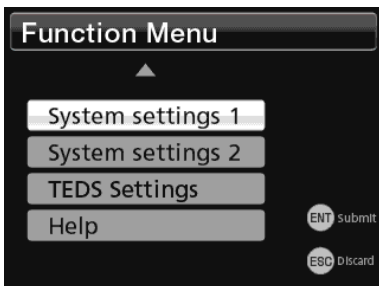 Function Menu
System settings 1
System settings 2
TEDS Settings
Help
ENT Submit
ESC Discard